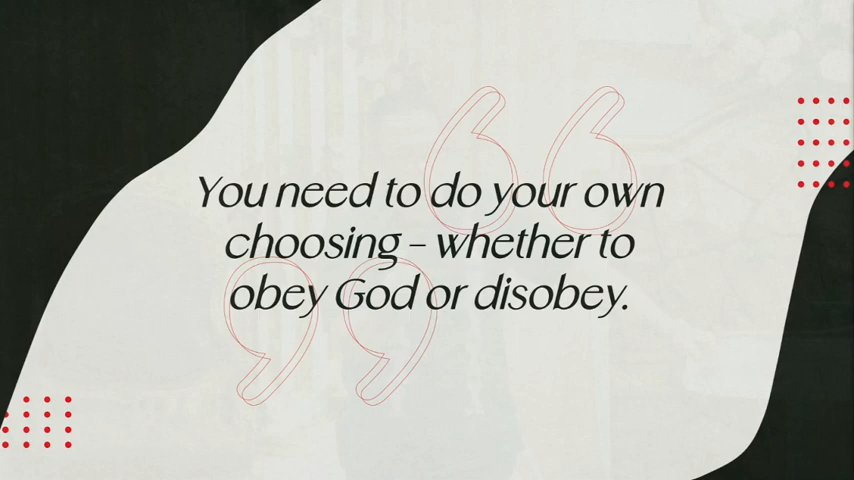 You need to do your own
choosing – whether to
obey God or disobey.